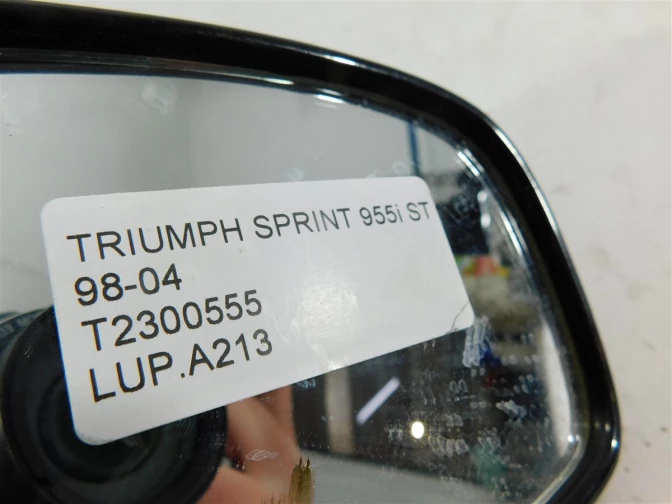 TRIUMPH SPRINT 955i ST
98-04
T2300555
LUP.A213